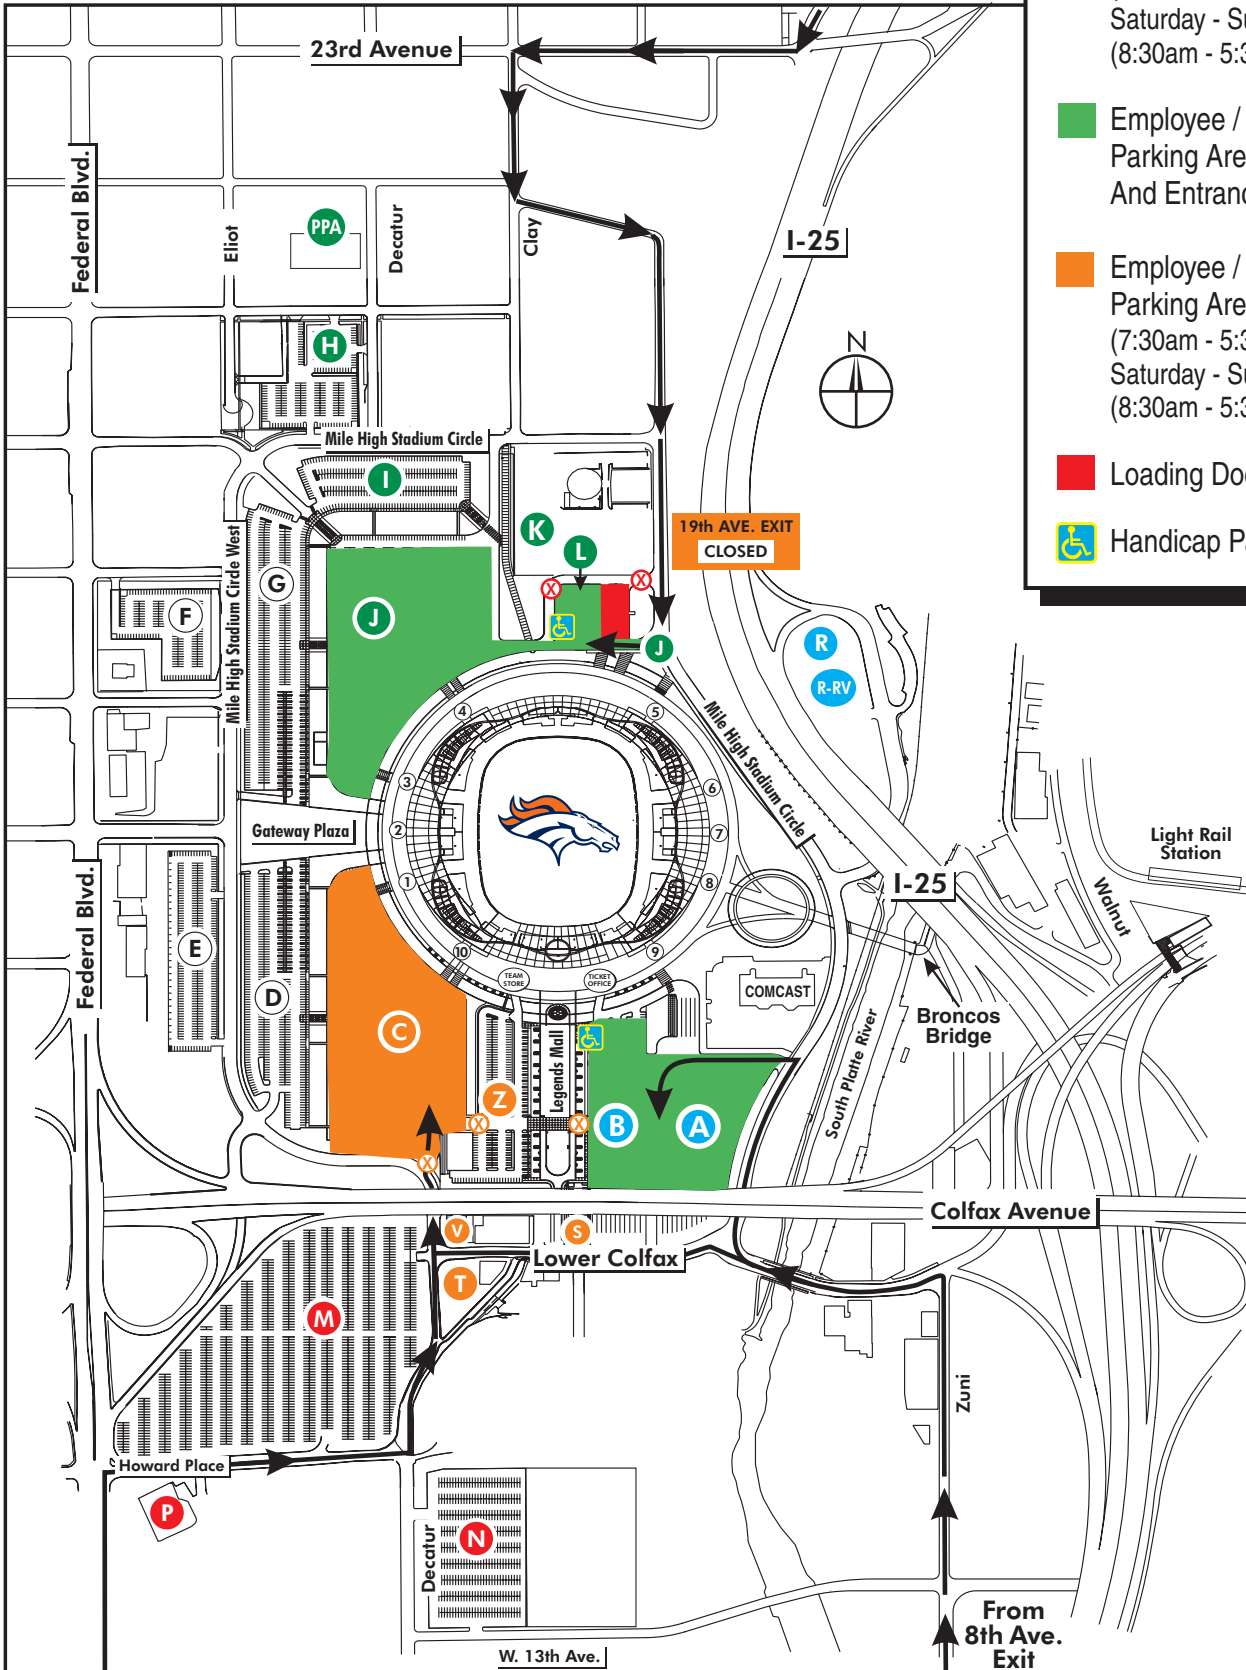 Saturday - Su
(8:30am - 5:3
Employee /
Parking Are
And Entranc
Employee /
Parking Are
(7:30am - 5:3
Saturday - Su
(8:30am - 5:3
Loading Do
Handicap P
23rd Avenue
Federal Blvd.
Eliot
PPA
Decatur
Clay
I-25
N
H
Mile High Stadium Circle
I
K
L
19th AVE. EXIT
CLOSED
X
X
G
F
Mile High Stadium Circle West
J
J
R
R-RV
Mile High Stadium Circle
4
5
3
6
2
7
1
8
10
9
Gateway Plaza
Light Rail
Station
I-25
Walnut
Federal Blvd.
E
D
C
TEAM
STORE
TICKET
OFFICE
COMCAST
Broncos
Bridge
South Platte River
Legends Mall
Z
X
X
X
B
A
Colfax Avenue
V
S
Lower Colfax
T
M
Zuni
Howard Place
P
N
Decatur
From
8th Ave.
Exit
W. 13th Ave.